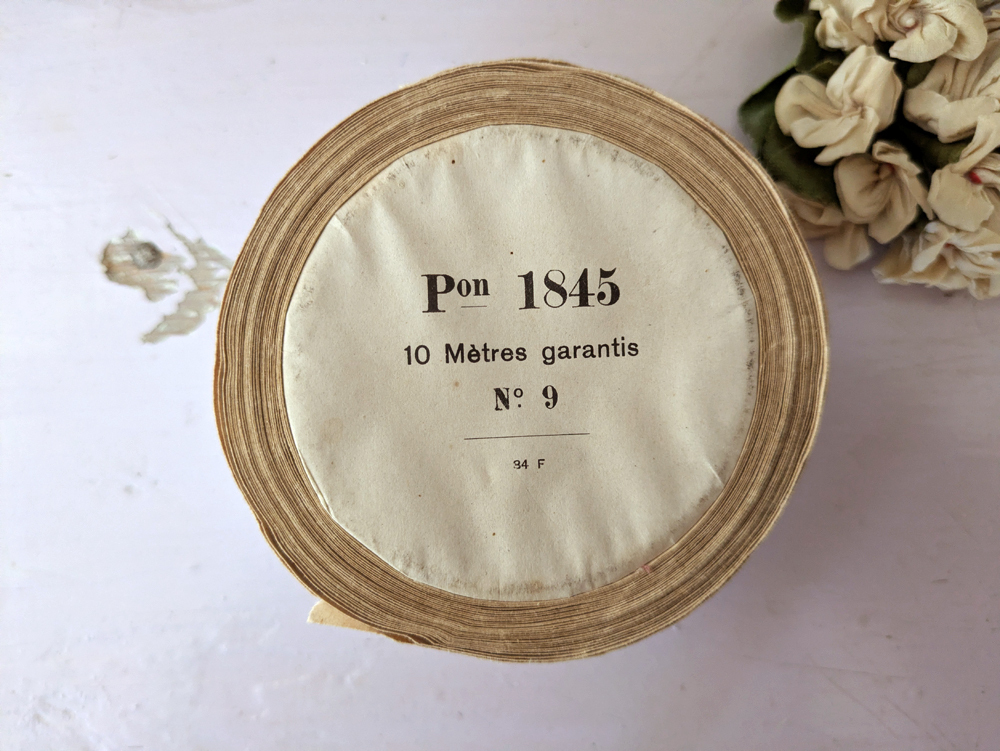 Pon 1845
10 Mètres garantis
Nº 9
34 F